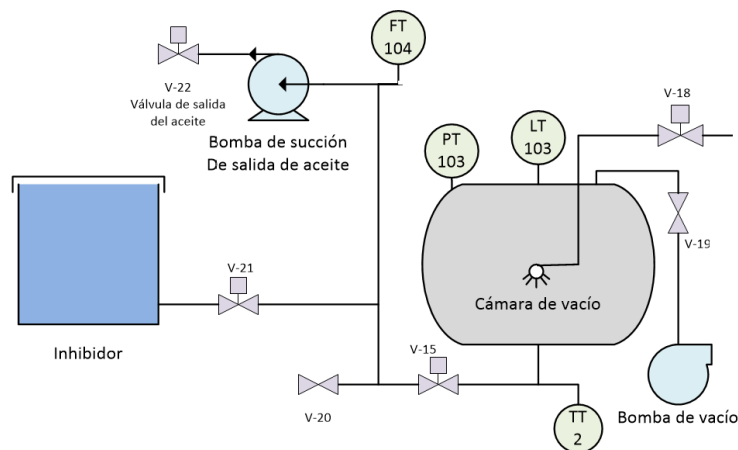 FT
104
V-22
Válvula de salida
del aceite
Bomba de succión
De salida de aceite
PT
103
LT
103
V-18
V-19
V-21
Cámara de vacío
Inhibidor
V-15
V-20
TT
2
Bomba de vacío